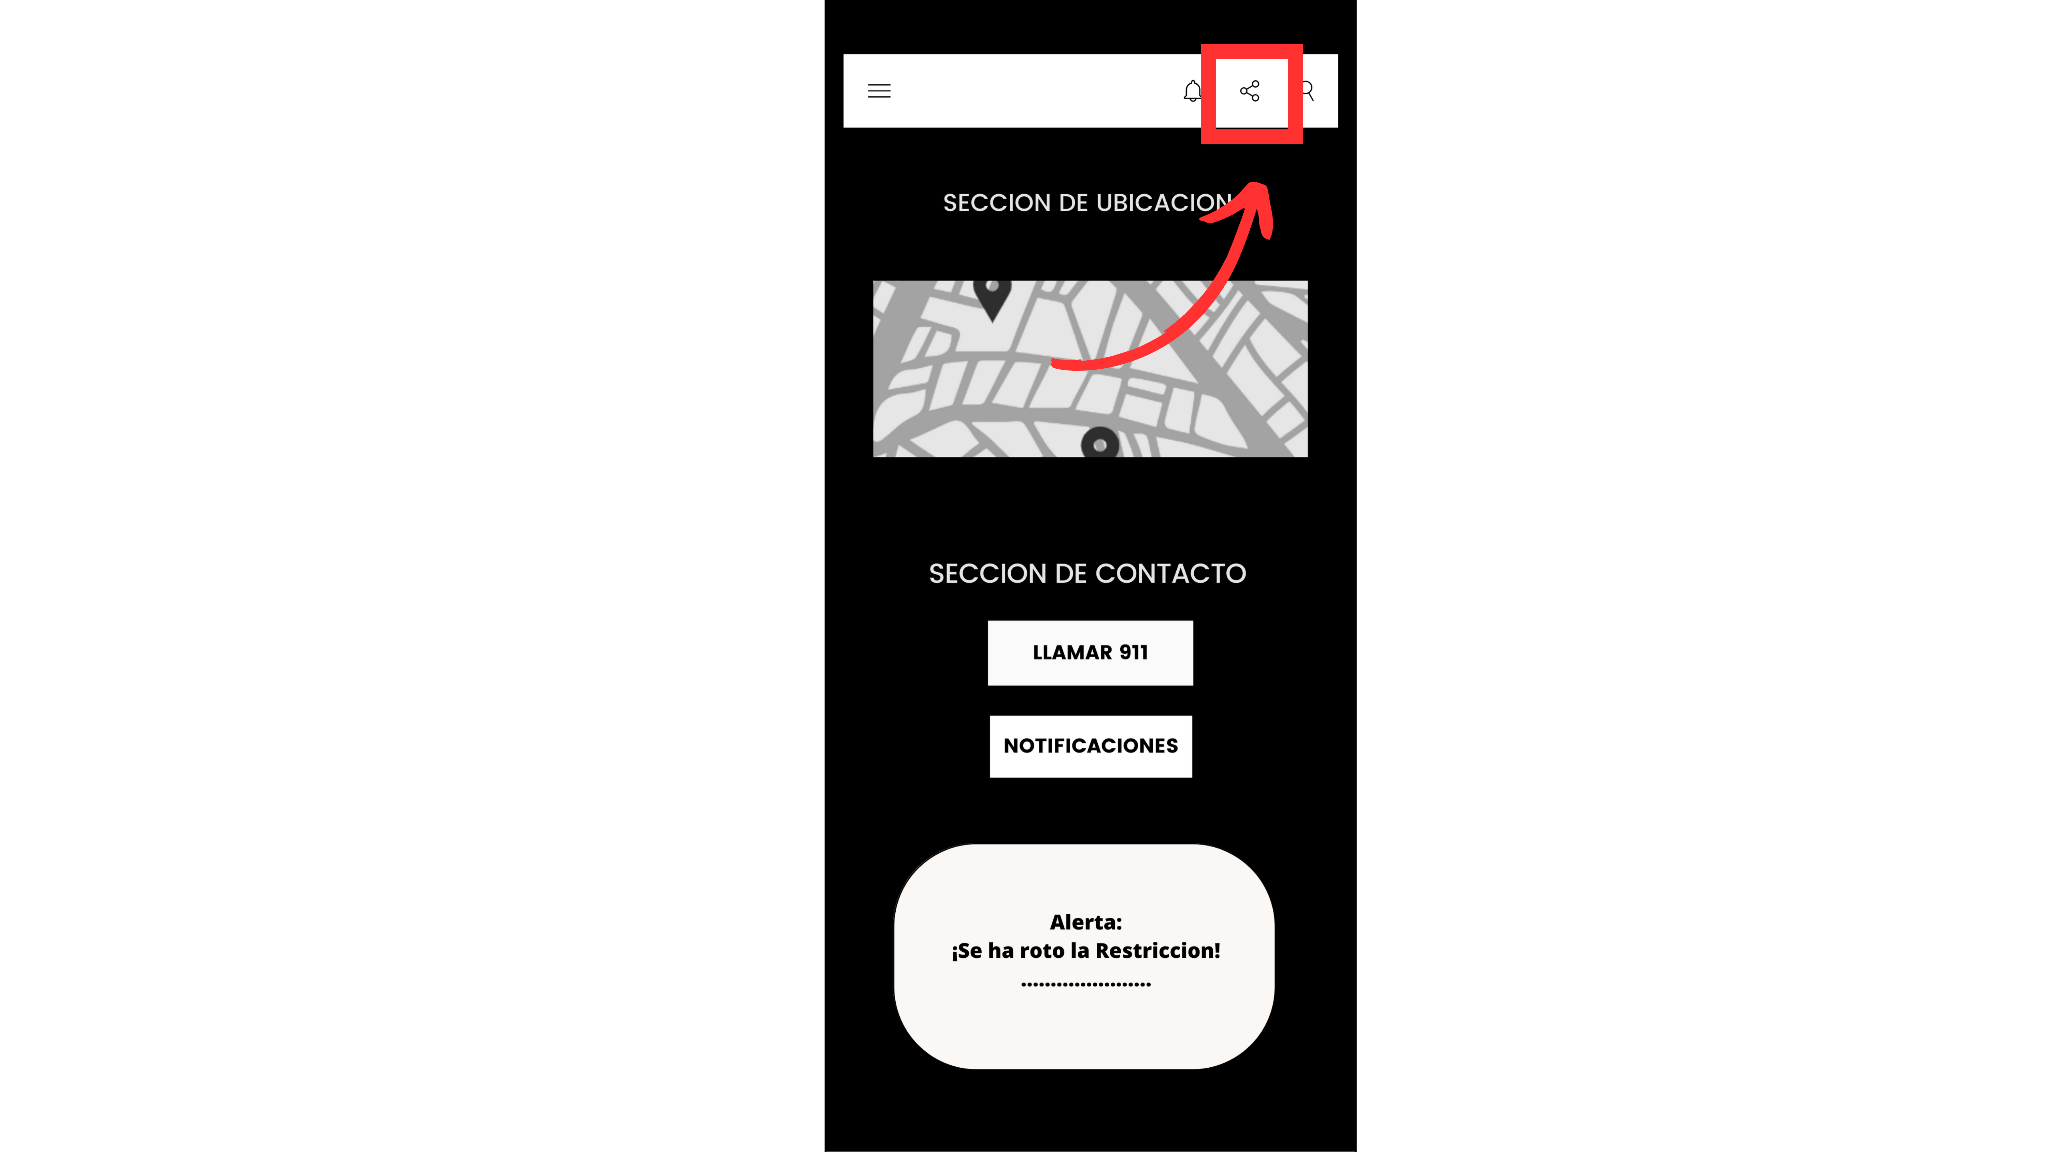 SECCION DE UBICACION
SECCION DE CONTACTO
LLAMAR 911
NOTIFICACIONES
Alerta:
¡Se ha roto la Restriccion!
......................